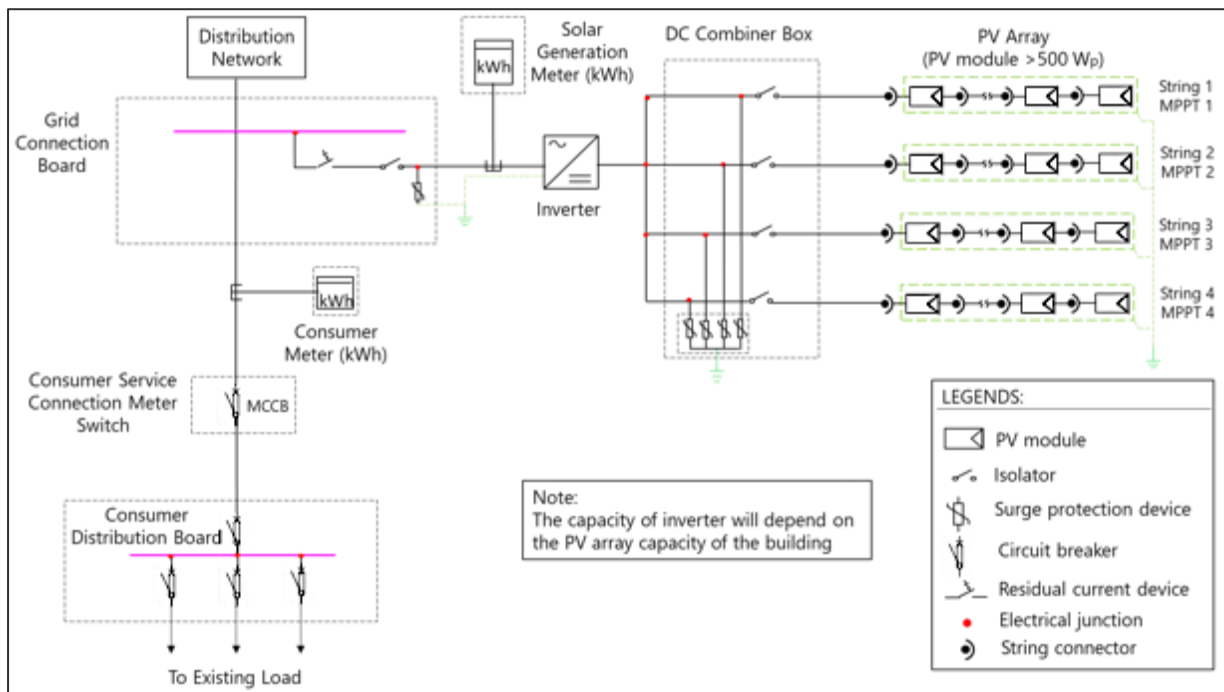 Distribution
Network
Solar
Generation
Meter (kWh)
kWh
DC Combiner Box
PV Array
(PV module >500 Wp)
String 1
MPPT 1
Grid
Connection
Board
String 2
MPPT 2
Inverter
String 3
MPPT 3
kWh
Consumer
Meter (kWh)
String 4
MPPT 4
Consumer Service
Connection Meter
Switch
MCCB
Consumer
Distribution Board
To Existing Load
Note:
The capacity of inverter will depend on
the PV array capacity of the building
LEGENDS:
PV module
Isolator
Surge protection device
Circuit breaker
Residual current device
Electrical junction
String connector